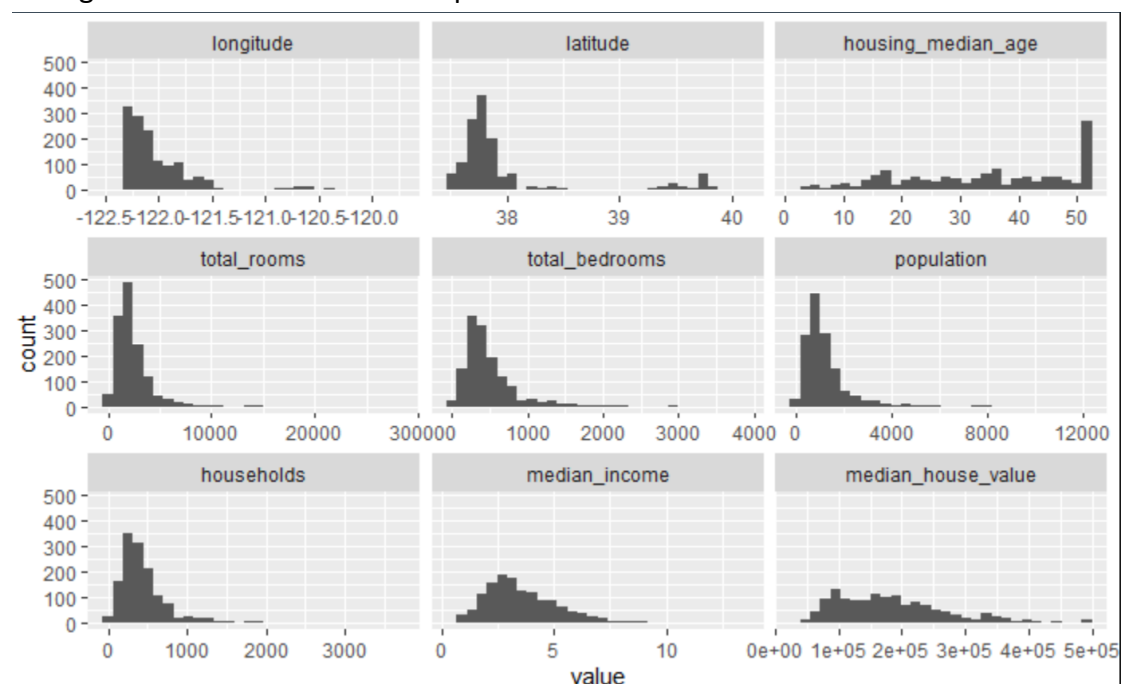 longitude latitude housing_median_age
500
400
300
200
100
0
-122.5-122.0-121.5-121.0-120.5-120.0 38 39 40 0 10 20 30 40 50
total_rooms total_bedrooms population
500
400
300
200
100
0
0 10000 20000 300000000 1000 2000 3000 4000 0 4000 8000 12000
count
households median_income median_house_value
500
400
300
200
100
0
0 1000 2000 3000 0 5 10 0e+00 1e+05 2e+05 3e+05 4e+05 5e+05
value